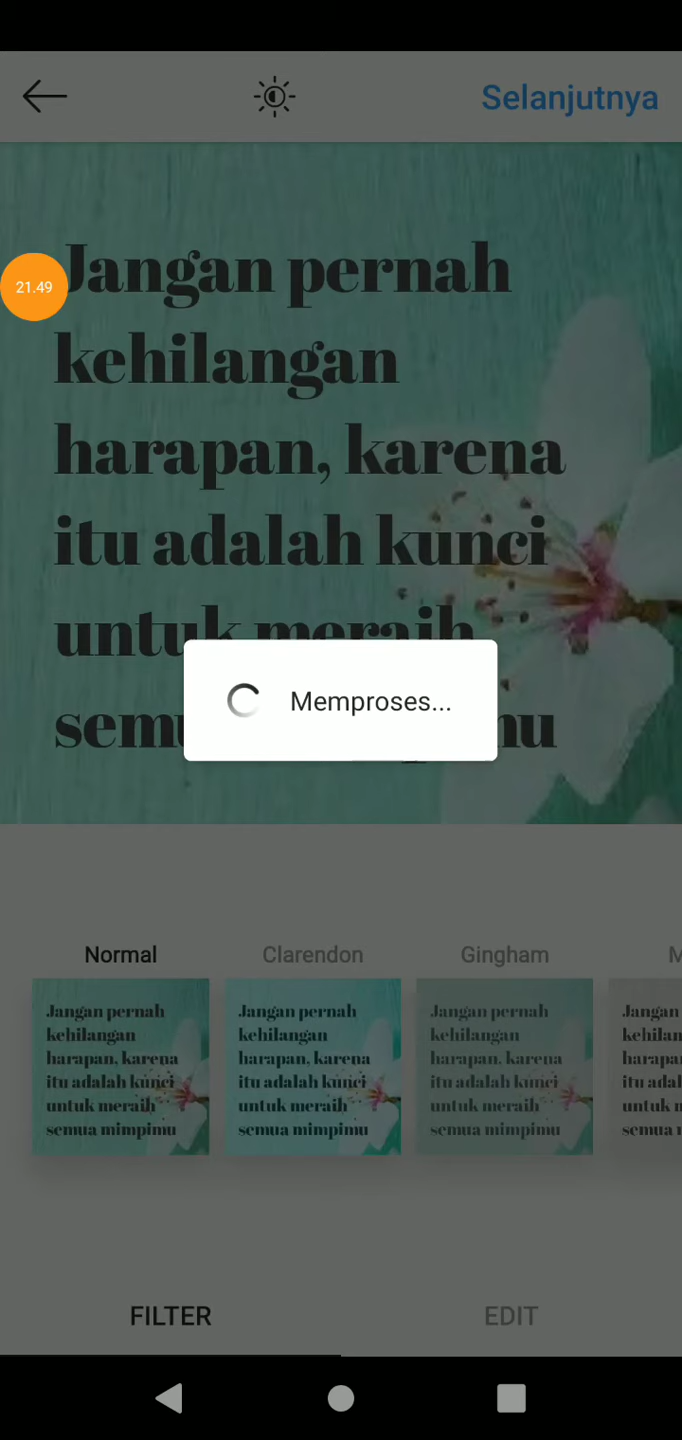 Selanjutnya
21.49
Jangan pernah
kehilangan
harapan, karena
itu adalah kunci
untuk meraih
Memproses...
Normal
Clarendon
Gingham
M
Jangan pernah
kehilangan
harapan, karena
itu adalah kunci
untuk meraih
semua mimpimu
Jangan pernah
kehilangan
harapan, karena
itu adalah kunci
untuk meraih
semua mimpimu
Jangan pernah
kehilangan
harapan, karena
itu adalah kunci
untuk meraih
semua mimpimu
Jangan
FILTER
EDIT